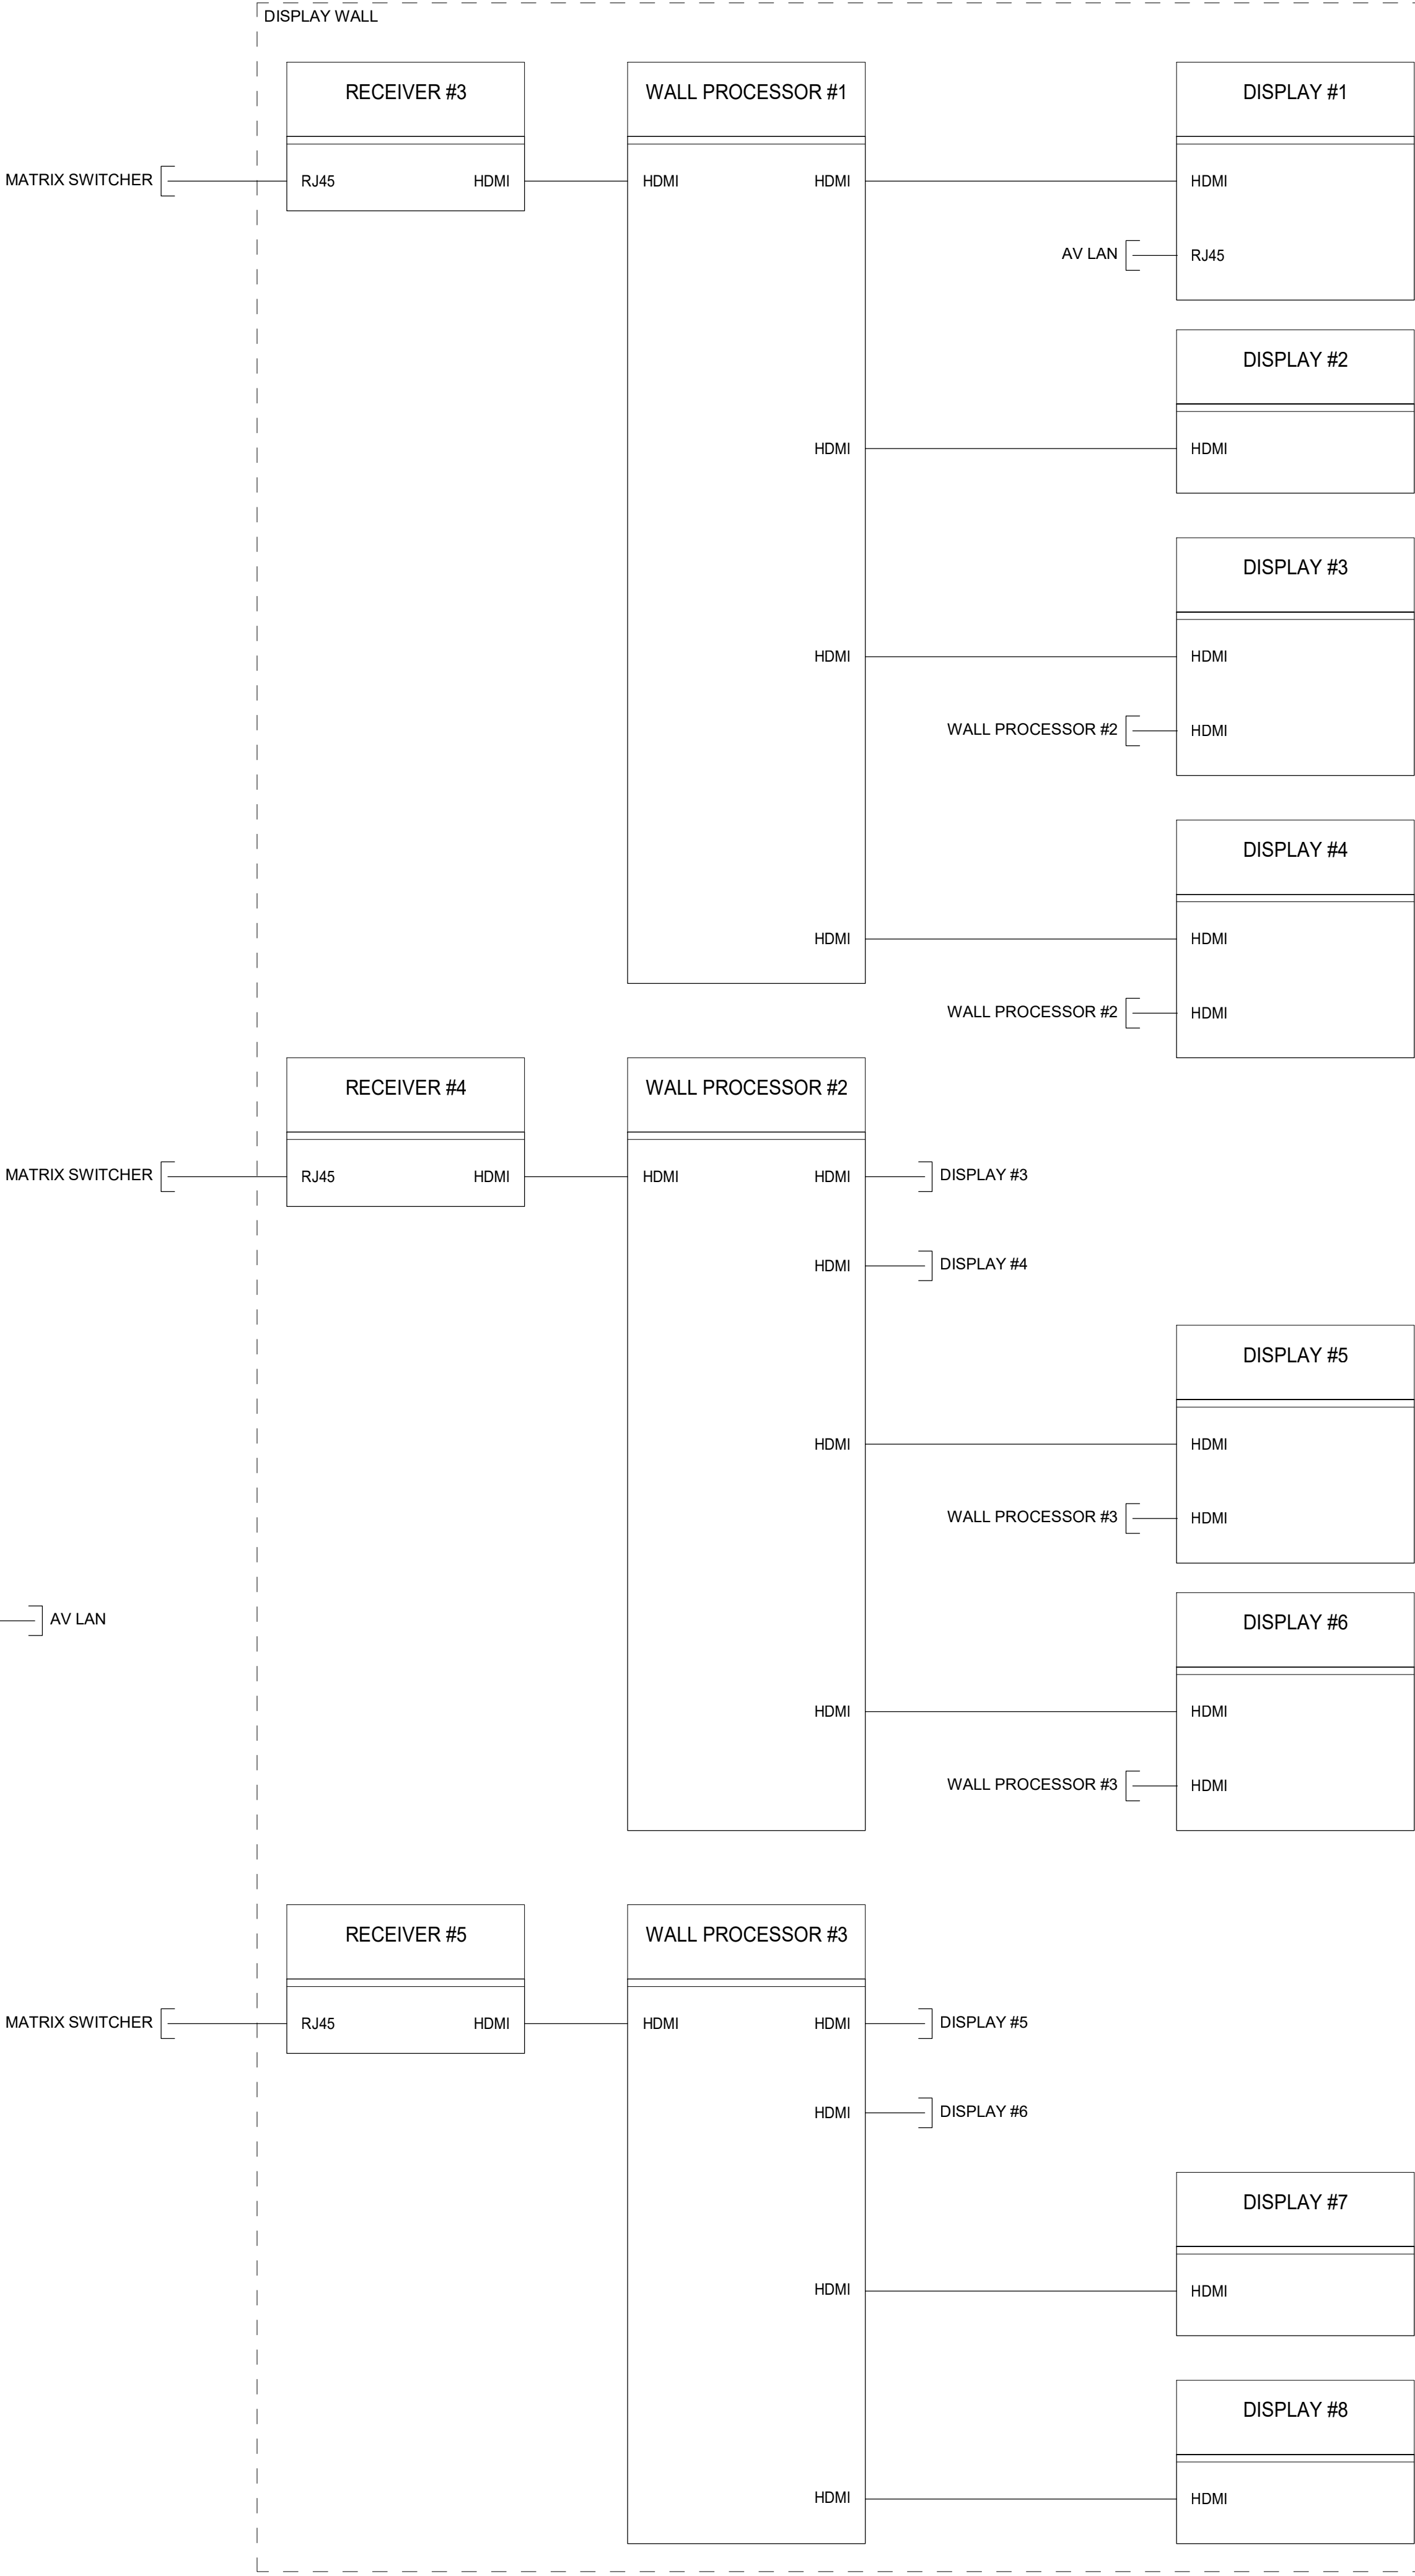 DISPLAY WALL
RECEIVER #3
WALL PROCESSOR #1
DISPLAY #1
MATRIX SWITCHER
RJ45
HDMI
HDMI
HDMI
HDMI
AV LAN
RJ45
DISPLAY #2
HDMI
HDMI
DISPLAY #3
HDMI
HDMI
WALL PROCESSOR #2
HDMI
DISPLAY #4
HDMI
HDMI
WALL PROCESSOR #2
HDMI
RECEIVER #4
WALL PROCESSOR #2
MATRIX SWITCHER
RJ45
HDMI
HDMI
HDMI
DISPLAY #3
HDMI
DISPLAY #4
DISPLAY #5
HDMI
HDMI
WALL PROCESSOR #3
HDMI
AV LAN
DISPLAY #6
HDMI
HDMI
WALL PROCESSOR #3
HDMI
RECEIVER #5
WALL PROCESSOR #3
MATRIX SWITCHER
RJ45
HDMI
HDMI
HDMI
DISPLAY #5
HDMI
DISPLAY #6
DISPLAY #7
HDMI
HDMI
DISPLAY #8
HDMI
HDMI